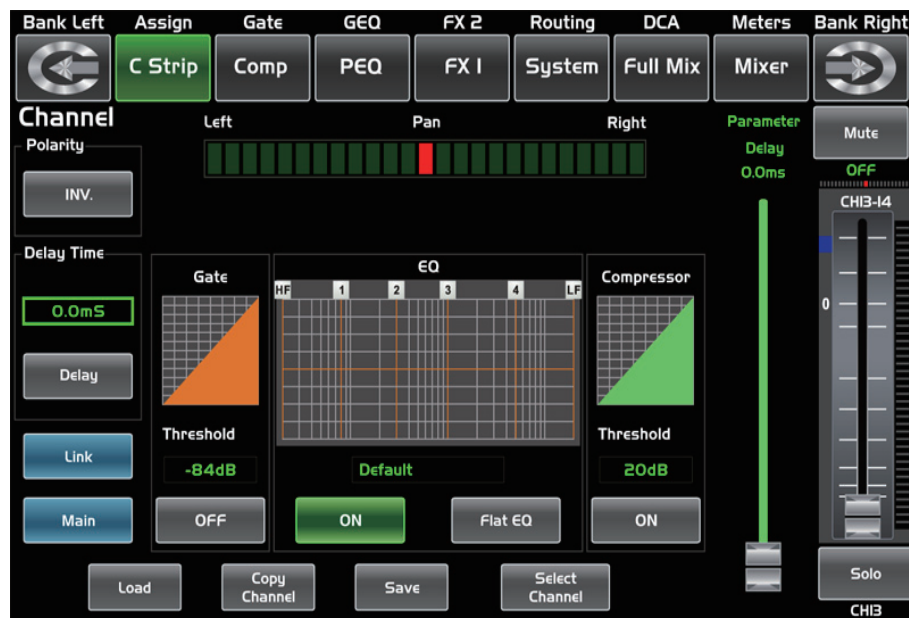 Bank Left Assign Gate GEQ FX 2 Routing DCA Meters Bank Right
C Strip Comp PEQ FX 1 System Full Mix Mixer
Channel
Left Pan Right
Parameter
Delay
0.0ms
Mute
OFF
CH13-14
Polarity
INV.
Delay Time
0.0mS
Delay
Link
Main
Gate
Threshold
-84dB
OFF
EQ
HF 1 2 3 4 LF
Default
ON Flat EQ
Compressor
Threshold
20dB
ON
0
Load
Copy
Channel
Save
Select
Channel
Solo
CH13